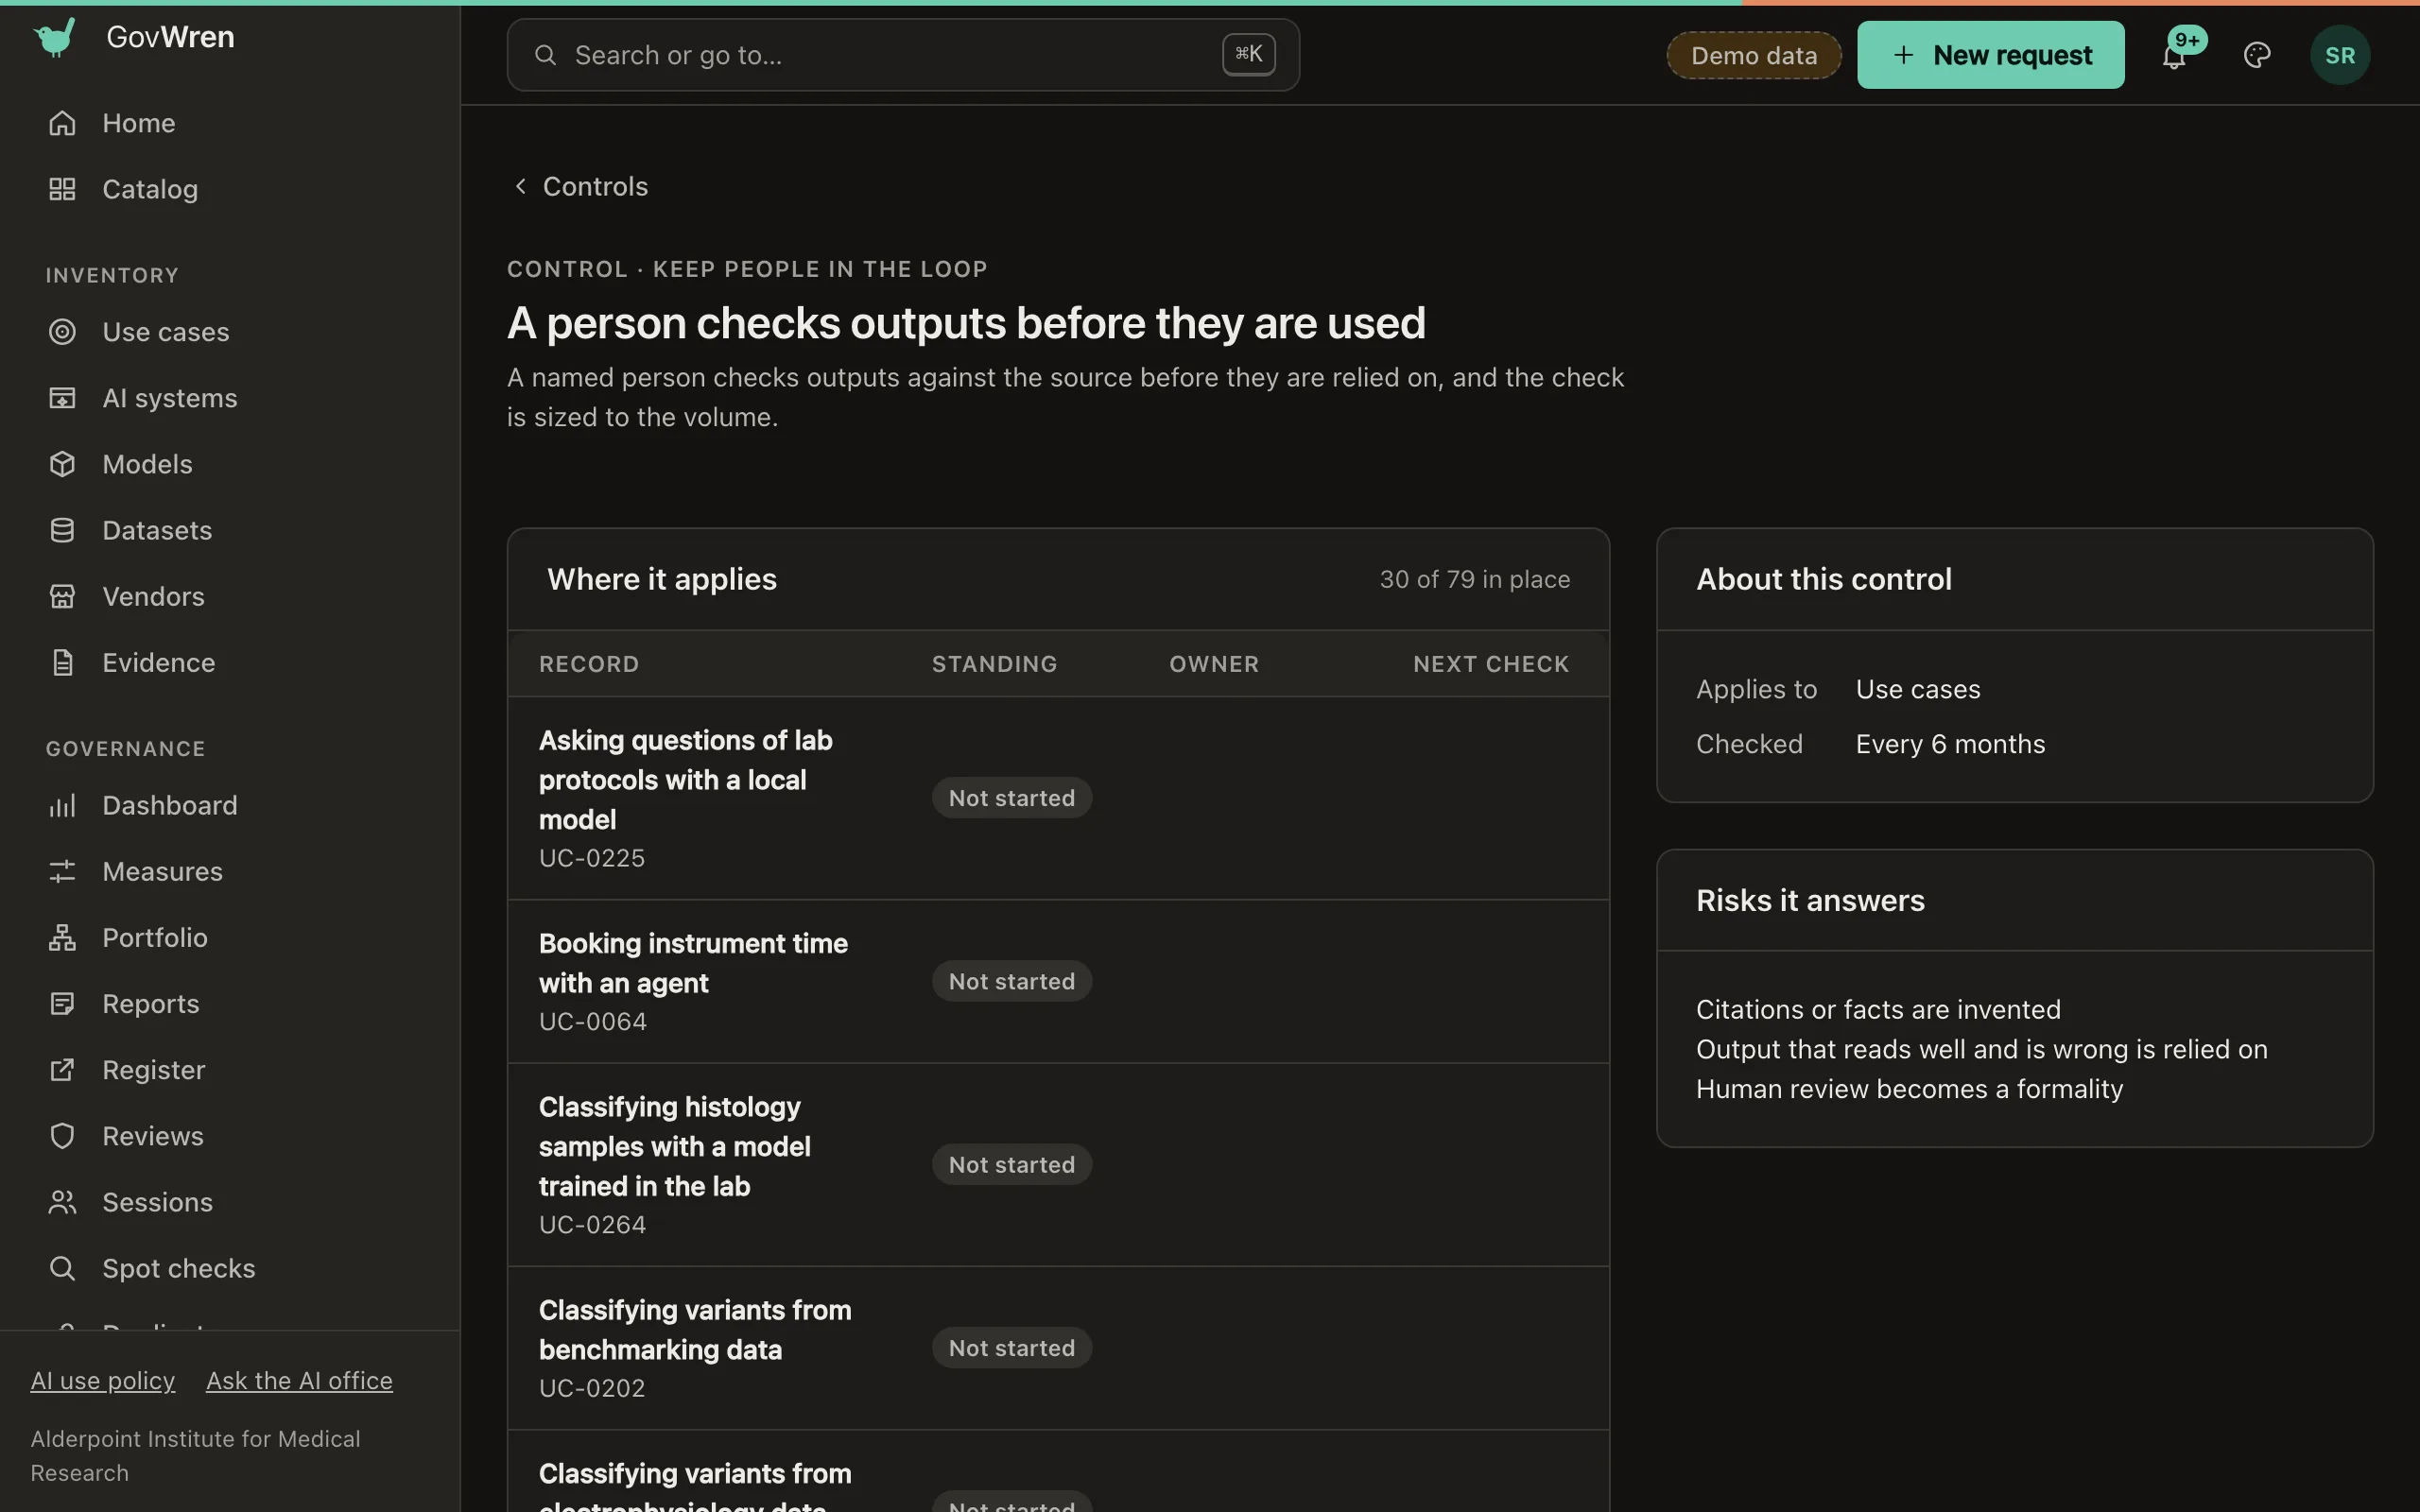 GovWren
Search or go to...
⌘K
Demo data
+ New request
9+
SR
Home
Catalog
INVENTORY
Use cases
AI systems
Models
Datasets
Vendors
Evidence
GOVERNANCE
Dashboard
Measures
Portfolio
Reports
Register
Reviews
Sessions
Spot checks
AI use policy
Ask the AI office
Alderpoint Institute for Medical
Research
Controls
CONTROL · KEEP PEOPLE IN THE LOOP
A person checks outputs before they are used
A named person checks outputs against the source before they are relied on, and the check
is sized to the volume.
Where it applies
30 of 79 in place
RECORD STANDING OWNER NEXT CHECK
Asking questions of lab
protocols with a local
model
UC-0225
Not started
Booking instrument time
with an agent
UC-0064
Not started
Classifying histology
samples with a model
trained in the lab
UC-0264
Not started
Classifying variants from
benchmarking data
UC-0202
Not started
Classifying variants from
electrophysiology data
Not started
About this control
Applies to Use cases
Checked Every 6 months
Risks it answers
Citations or facts are invented
Output that reads well and is wrong is relied on
Human review becomes a formality